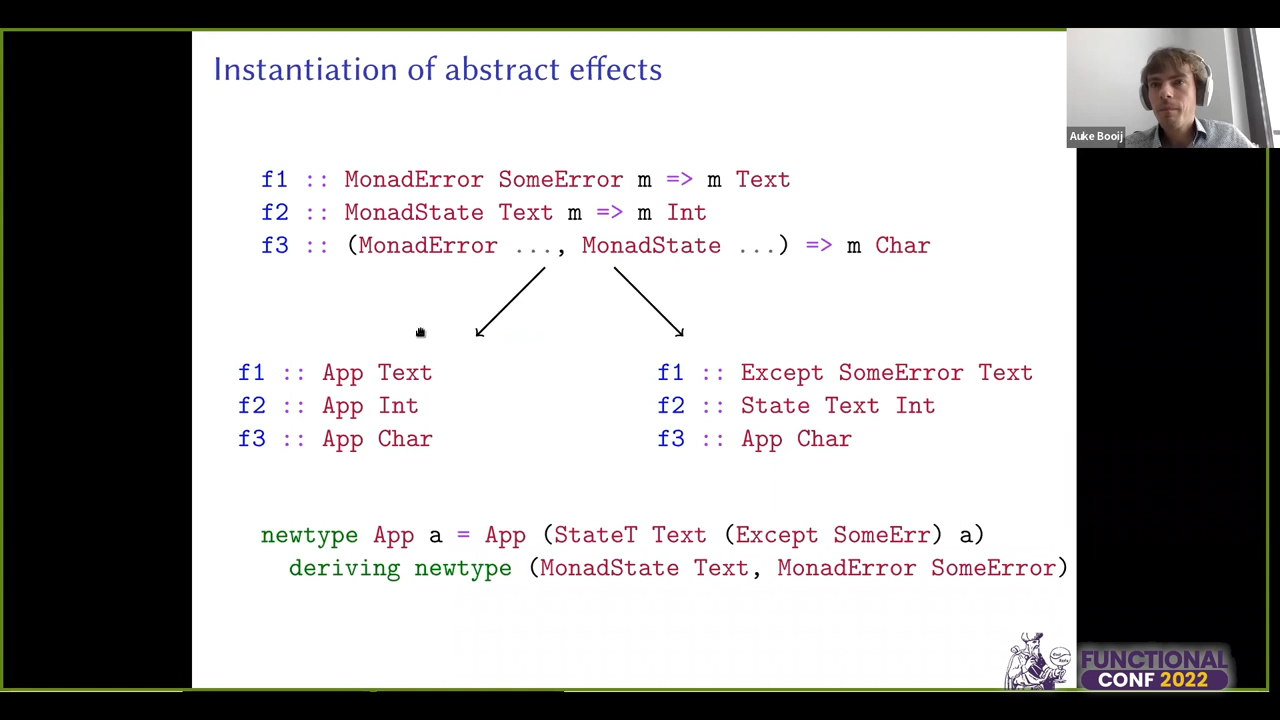 Instantiation of abstract effects
Auke Booij
f1 :: MonadError SomeError m => m Text
f2 :: MonadState Text m => m Int
f3 :: (MonadError ..., MonadState ...) => m Char
f1 :: App Text
f2 :: App Int
f3 :: App Char
f1 :: Except SomeError Text
f2 :: State Text Int
f3 :: App Char
newtype App a = App (StateT Text (Except SomeErr) a)
deriving newtype (MonadState Text, MonadError SomeError)
FUNCTIONAL
CONF 2022